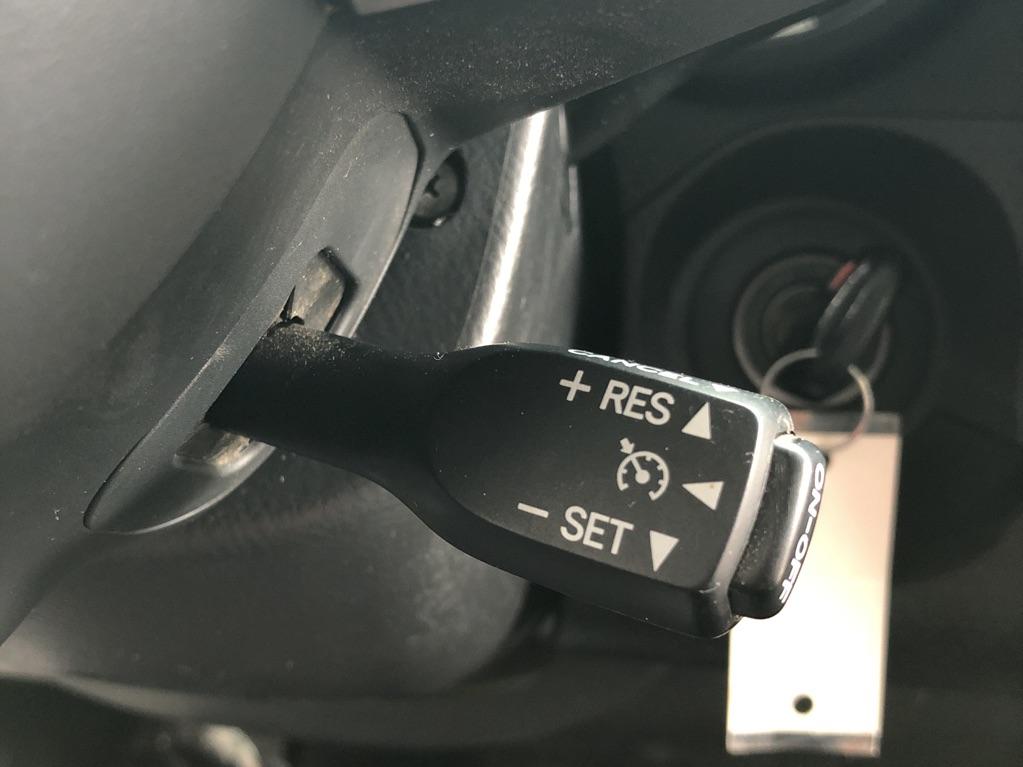 CANCEL
+ RES ▲
◀
− SET ▼
ON-OFF